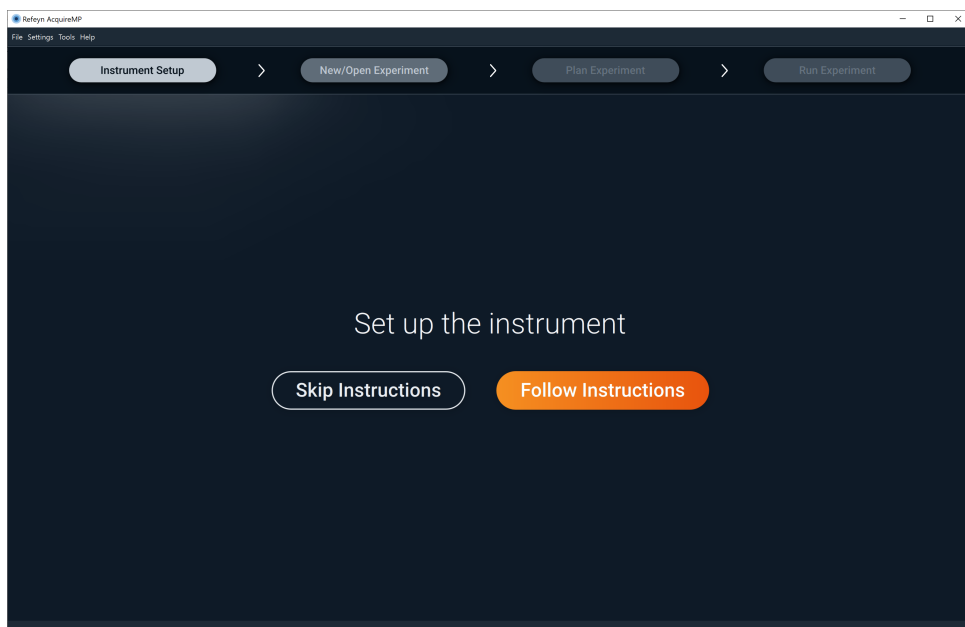 Refeyn AcquireMP
File Settings Tools Help
Instrument Setup > New/Open Experiment > Plan Experiment > Run Experiment
Set up the instrument
Skip Instructions Follow Instructions